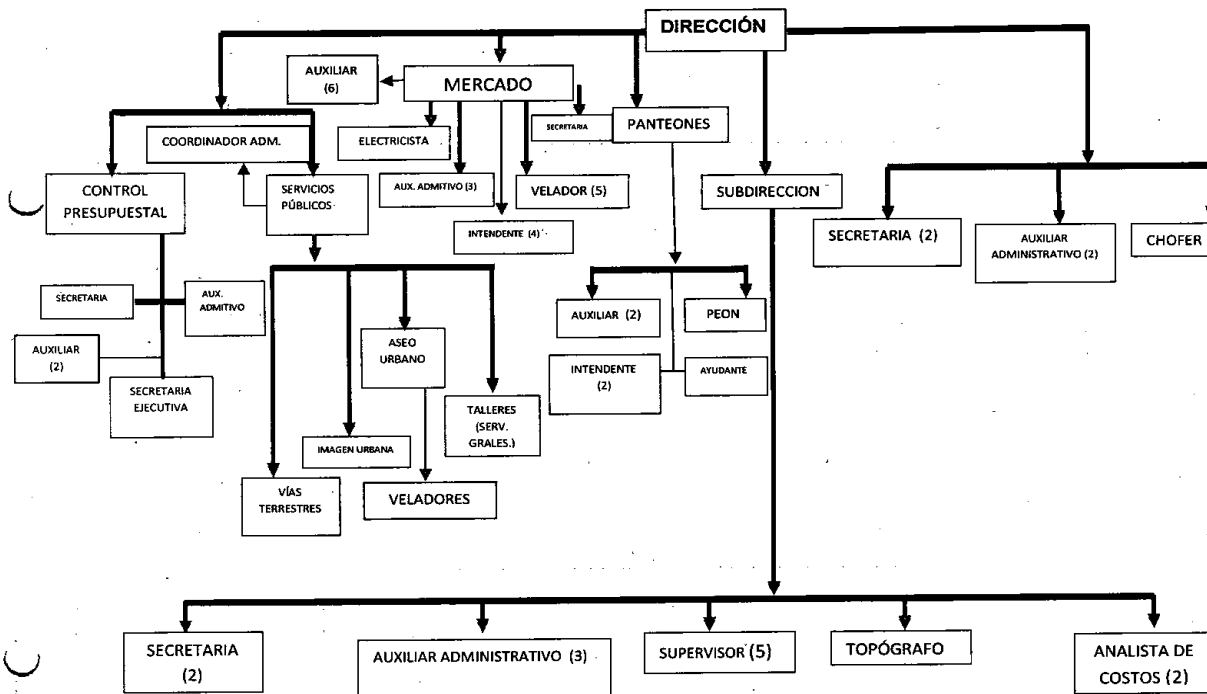 DIRECCIÓN
AUXILIAR
(6)
MERCADO
SECRETARIA
PANTEONES
COORDINADOR ADM.
ELECTRICISTA
CONTROL
PRESUPUESTAL
SERVICIOS
PÚBLICOS
AUX. ADMITIVO (3)
VELADOR (5)
SUBDIRECCION
INTENDENTE (4)
SECRETARIA (2)
AUXILIAR
ADMINISTRATIVO (2)
CHOFER
SECRETARIA
AUX.
ADMITIVO
AUXILIAR (2)
PEON
AUXILIAR
(2)
ASEO
URBANO
INTENDENTE
(2)
AYUDANTE
SECRETARIA
EJECUTIVA
TALLERES
(SERV.
GRALES.)
IMAGEN URBANA
VÍAS
TERRESTRES
VELADORES
SECRETARIA
(2)
AUXILIAR ADMINISTRATIVO (3)
SUPERVISOR (5)
TOPÓGRAFO
ANALISTA DE
COSTOS (2)